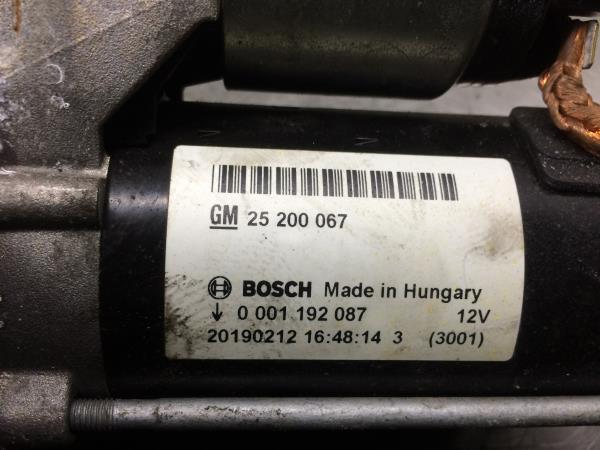 GM 25 200 067
BOSCH Made in Hungary
↓ 0 001 192 087 12V
20190212 16:48:14 3 (3001)